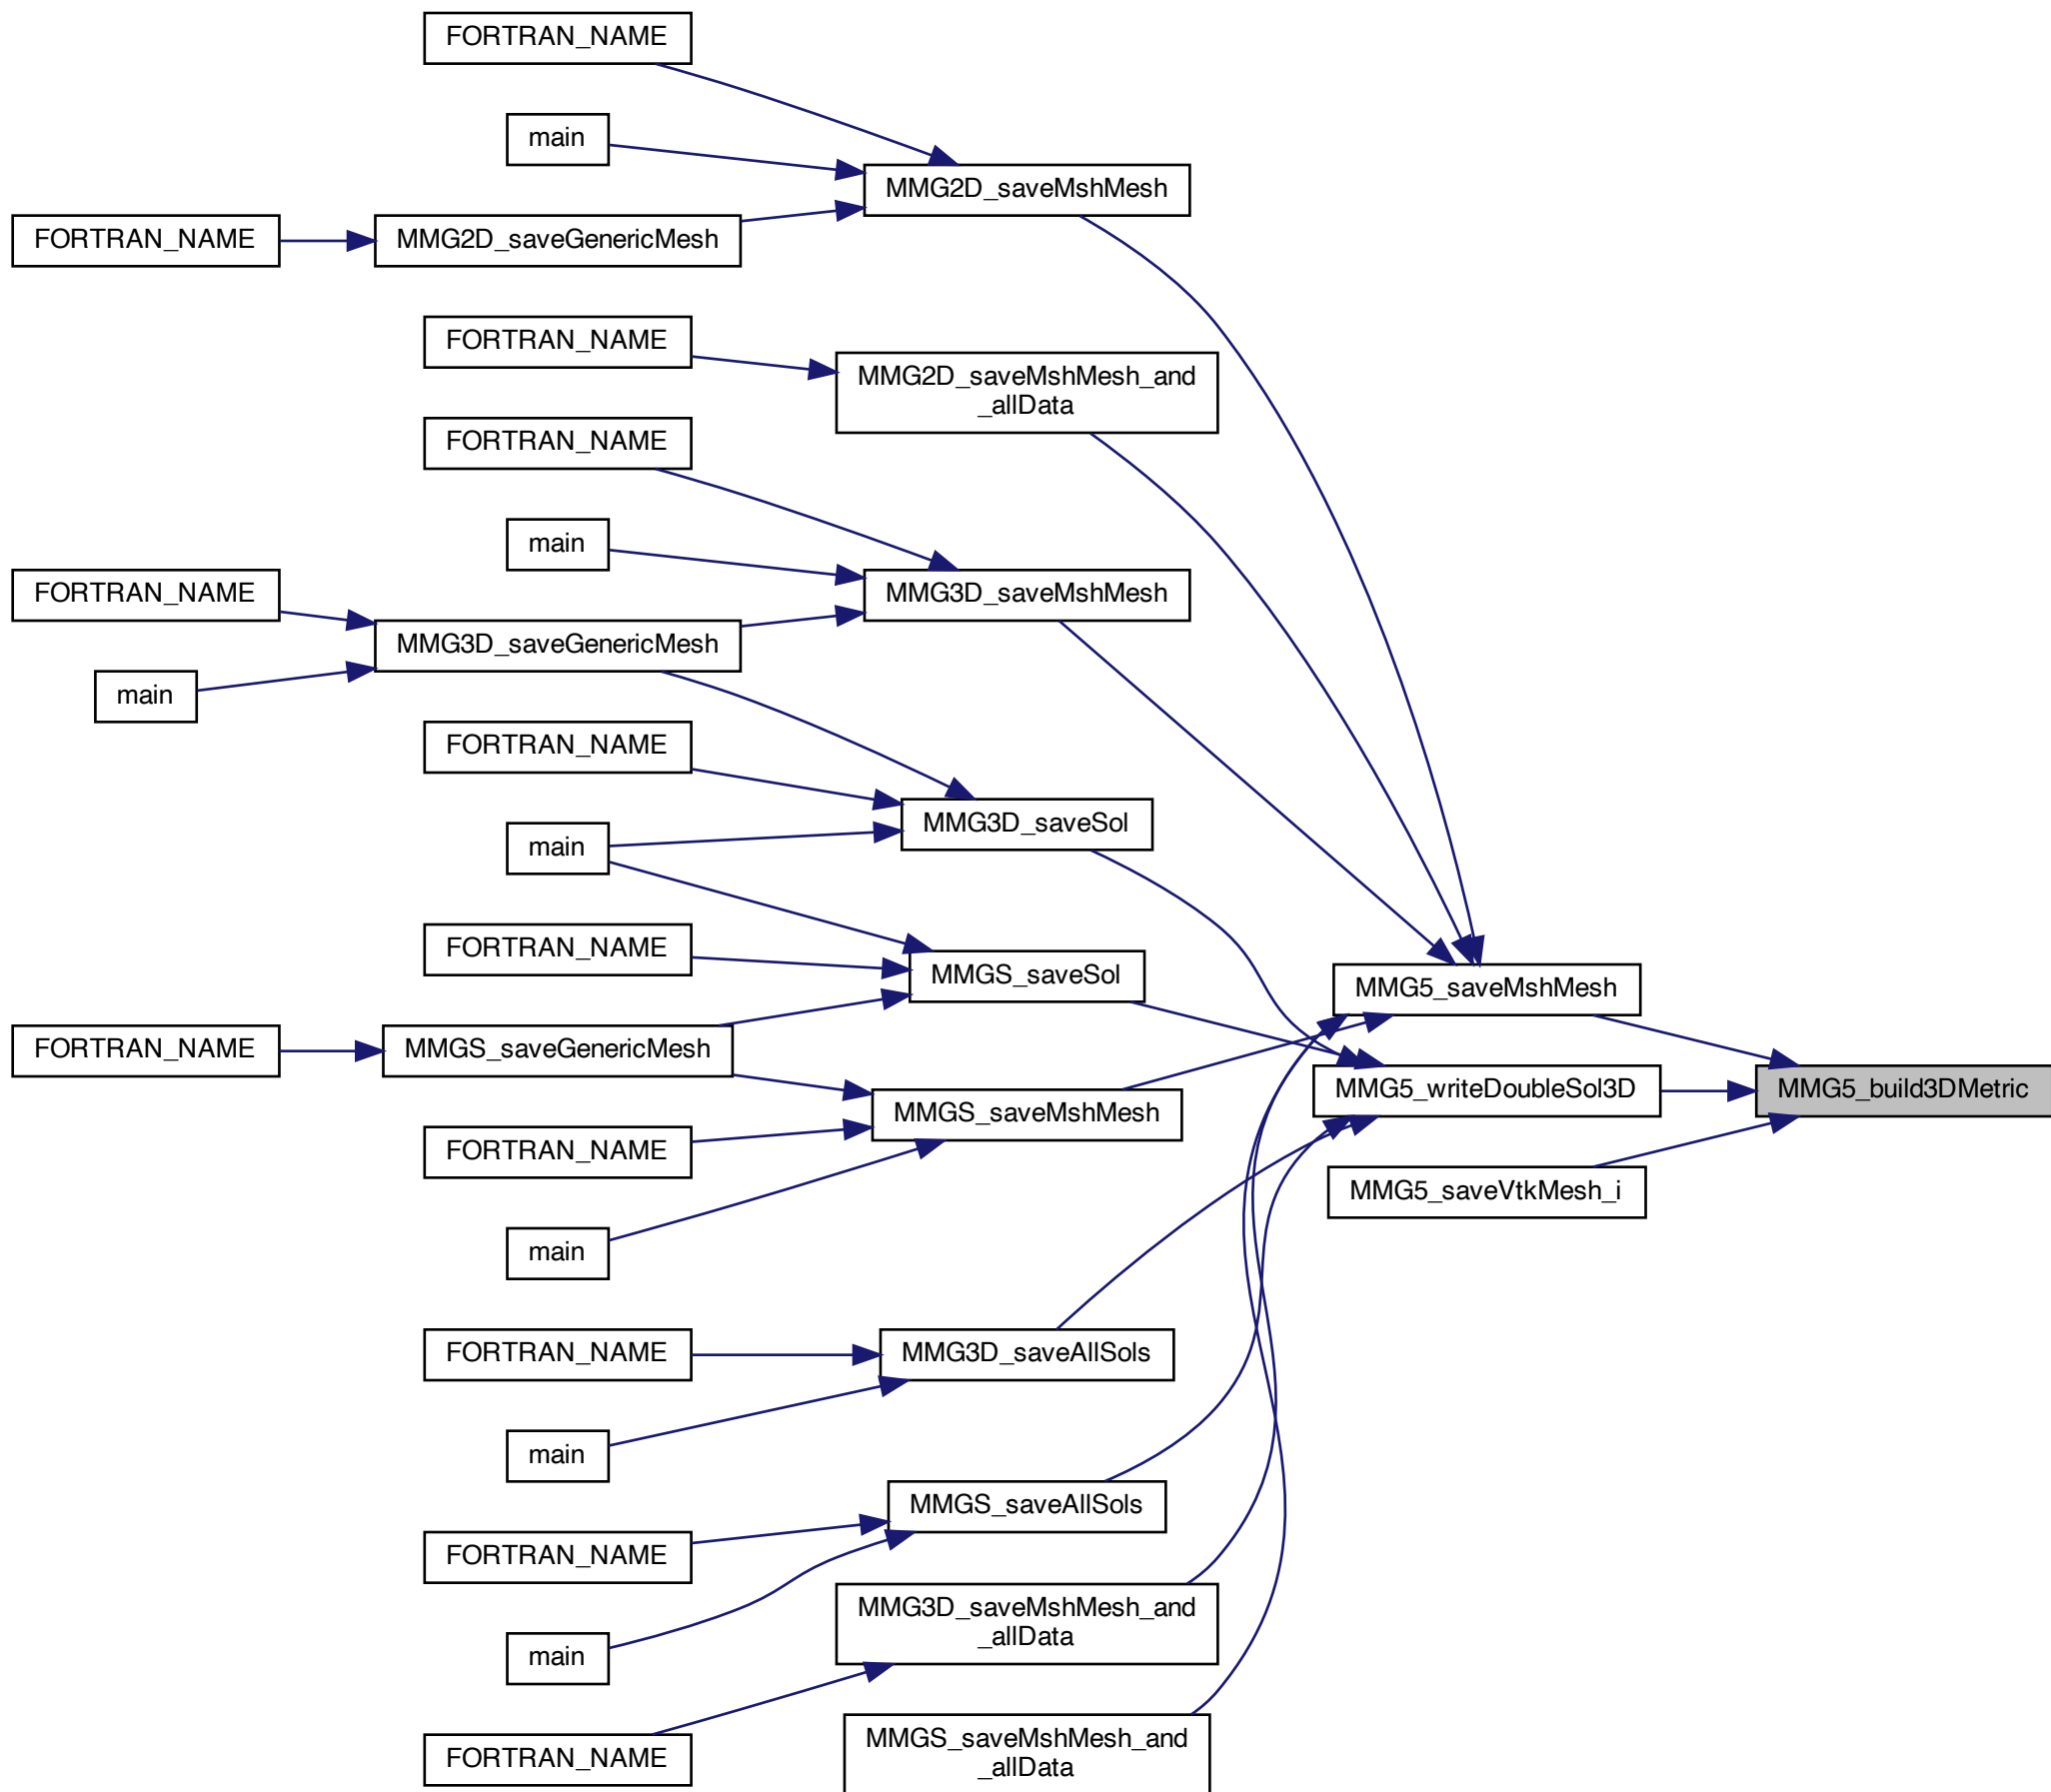 FORTRAN_NAME
main
MMG2D_saveMshMesh
FORTRAN_NAME
MMG2D_saveGenericMesh
FORTRAN_NAME
MMG2D_saveMshMesh_and
_allData
FORTRAN_NAME
main
FORTRAN_NAME
MMG3D_saveMshMesh
MMG3D_saveGenericMesh
main
FORTRAN_NAME
MMG3D_saveSol
main
FORTRAN_NAME
MMGS_saveSol
MMG5_saveMshMesh
FORTRAN_NAME
MMGS_saveGenericMesh
MMG5_writeDoubleSol3D
MMG5_build3DMetric
MMGS_saveMshMesh
FORTRAN_NAME
MMG5_saveVtkMesh_i
main
FORTRAN_NAME
MMG3D_saveAllSols
main
MMGS_saveAllSols
FORTRAN_NAME
MMG3D_saveMshMesh_and
_allData
main
FORTRAN_NAME
MMGS_saveMshMesh_and
_allData